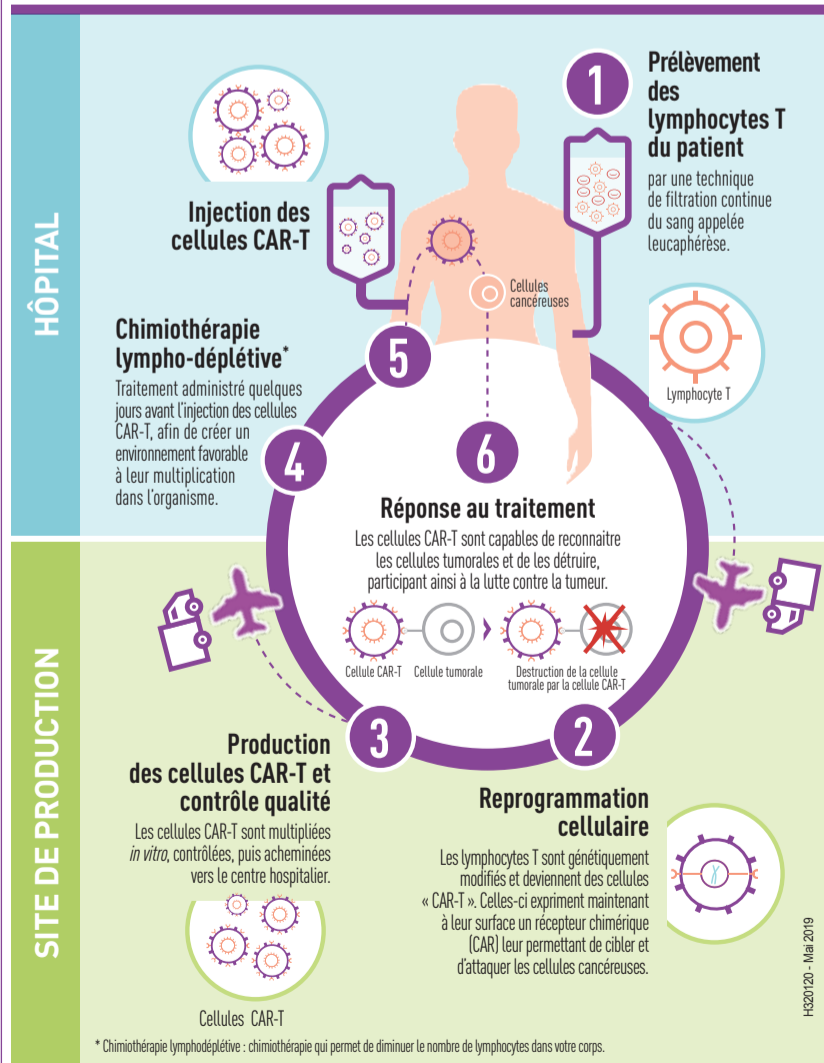 HÔPITAL
1
Prélèvement
des
lymphocytes T
du patient
par une technique
de filtration continue
du sang appelée
leucaphérèse.
Lymphocyte T
Injection des
cellules CAR-T
Cellules
cancéreuses
5
Chimiothérapie
lympho-déplétive*
Traitement administré quelques
jours avant l'injection des cellules
CAR-T, afin de créer un
environnement favorable
à leur multiplication
dans l'organisme.
4
6
Réponse au traitement
Les cellules CAR-T sont capables de reconnaitre
les cellules tumorales et de les détruire,
participant ainsi à la lutte contre la tumeur.
Cellule CAR-T
Cellule tumorale
Destruction de la cellule
tumorale par la cellule CAR-T
SITE DE PRODUCTION
3
Production
des cellules CAR-T et
contrôle qualité
Les cellules CAR-T sont multipliées
in vitro, contrôlées, puis acheminées
vers le centre hospitalier.
Cellules CAR-T
2
Reprogrammation
cellulaire
Les lymphocytes T sont génétiquement
modifiés et deviennent des cellules
« CAR-T ». Celles-ci expriment maintenant
à leur surface un récepteur chimérique
(CAR) leur permettant de cibler et
d'attaquer les cellules cancéreuses.
H320120 - Mai 2019
* Chimiothérapie lymphodéplétive : chimiothérapie qui permet de diminuer le nombre de lymphocytes dans votre corps.